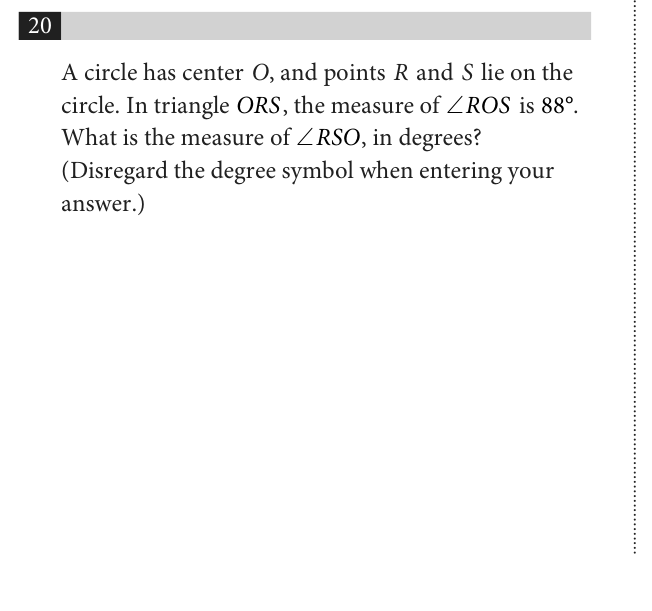 20
A circle has center O, and points R and S lie on the
circle. In triangle ORS, the measure of ∠ROS is 88°.
What is the measure of ∠RSO, in degrees?
(Disregard the degree symbol when entering your
answer.)